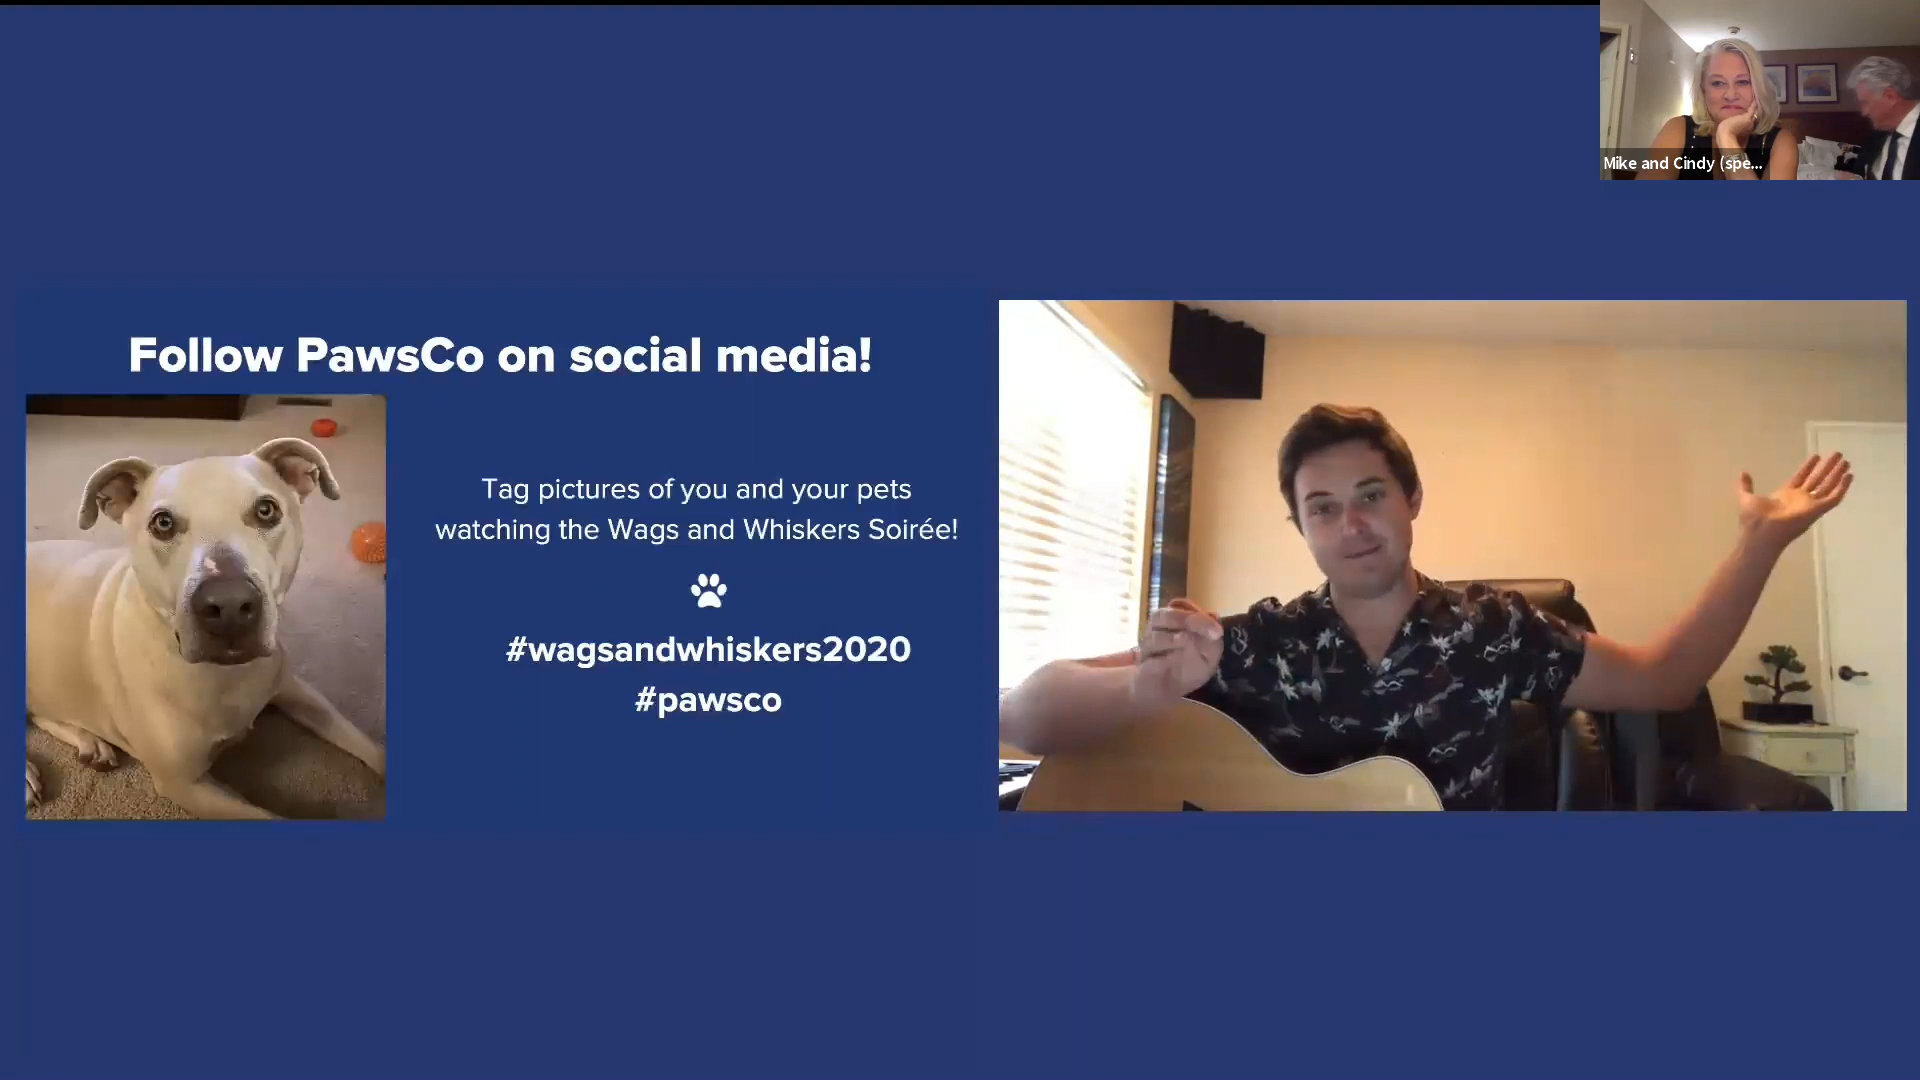 Mike and Cindy (spe...
Follow PawsCo on social media!
Tag pictures of you and your pets
watching the Wags and Whiskers Soirée!
#wagsandwhiskers2020
#pawsco